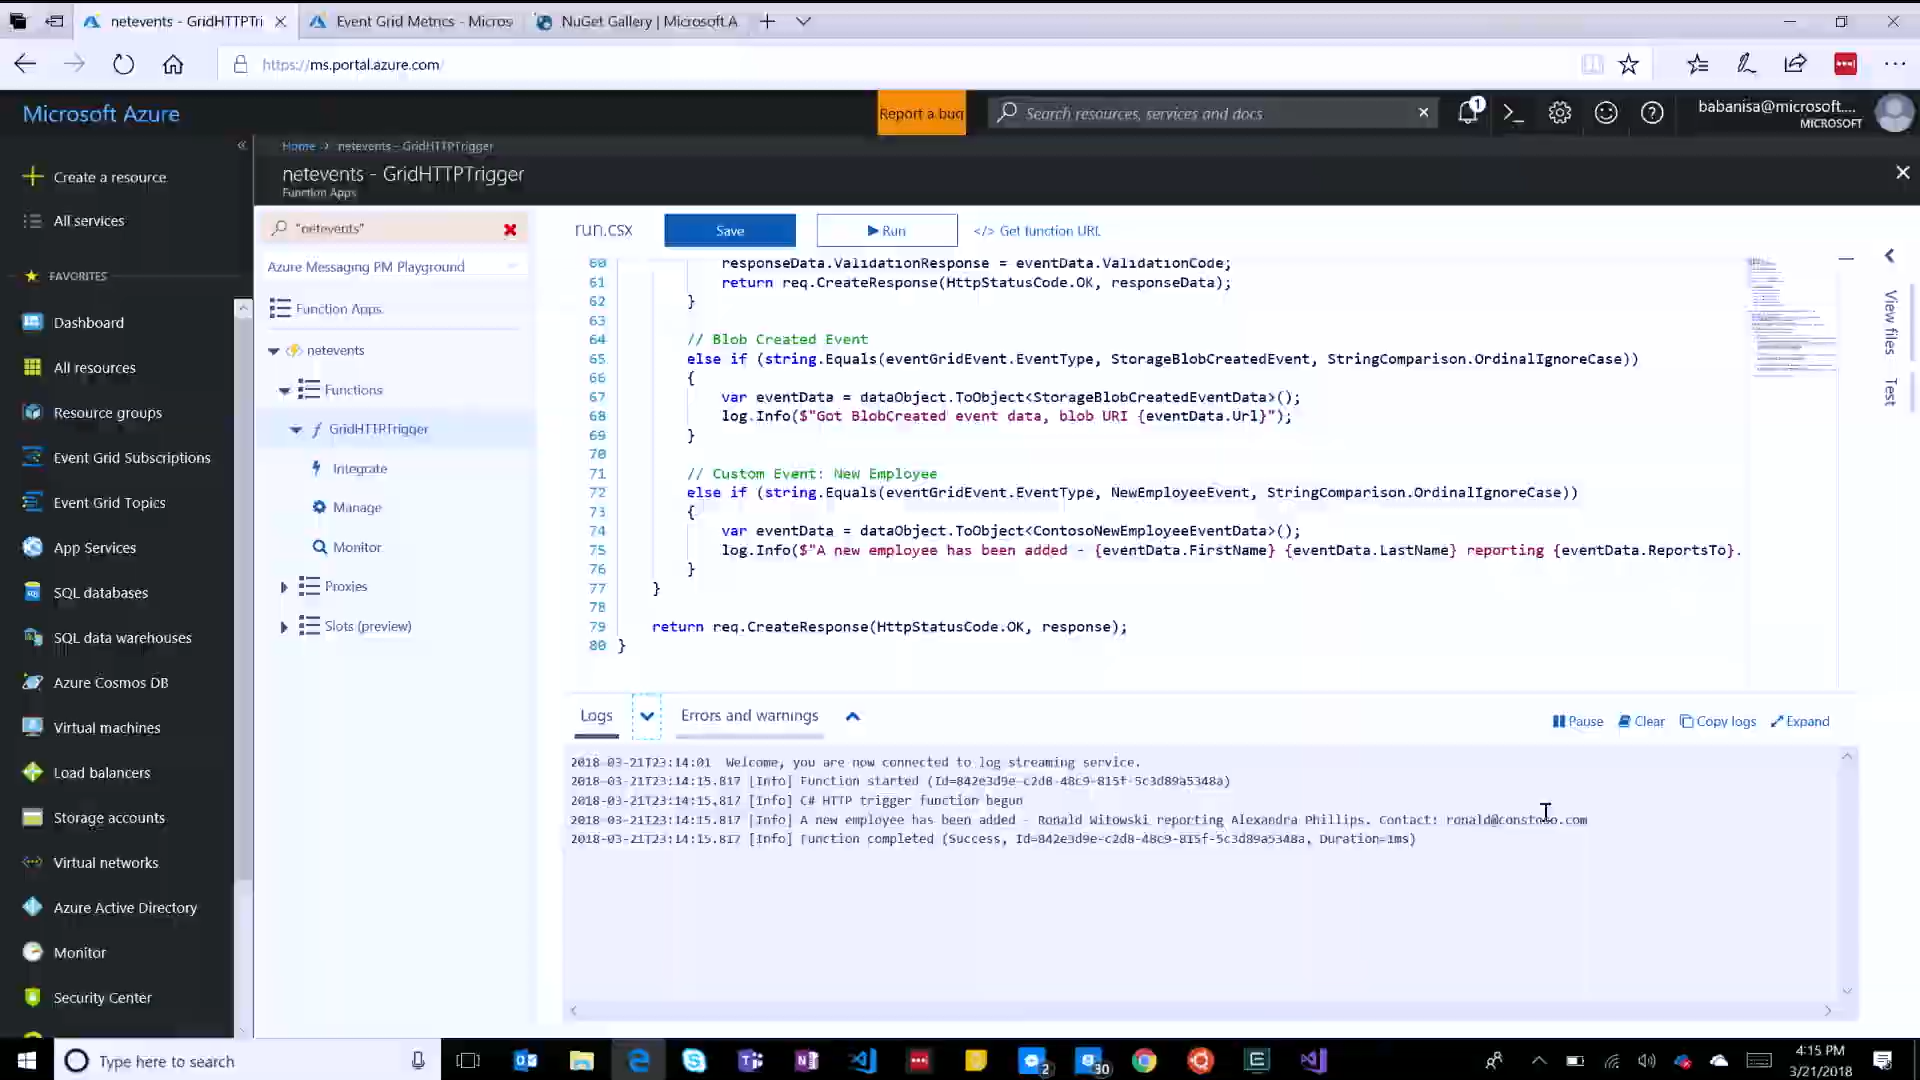 netevents - GridHTTPTri
Event Grid Metrics - Micros
NuGet Gallery | Microsoft A
https://ms.portal.azure.com/
Microsoft Azure
Report a bug
Search resources, services and docs
1
babanisa@microsoft....
MICROSOFT
Home > netevents - GridHTTPTrigger
netevents - GridHTTPTrigger
Function Apps
Create a resource
All services
FAVORITES
Dashboard
All resources
Resource groups
Event Grid Subscriptions
Event Grid Topics
App Services
SQL databases
SQL data warehouses
Azure Cosmos DB
Virtual machines
Load balancers
Storage accounts
Virtual networks
Azure Active Directory
Monitor
Security Center
"netevents"
Azure Messaging PM Playground
Function Apps
netevents
Functions
GridHTTPTrigger
Integrate
Manage
Monitor
Proxies
Slots (preview)
run.csx
Save
Run
</> Get function URL
View files
Test
60 responseData.ValidationResponse = eventData.ValidationCode;
61 return req.CreateResponse(HttpStatusCode.OK, responseData);
62 }
63
64 // Blob Created Event
65 else if (string.Equals(eventGridEvent.EventType, StorageBlobCreatedEvent, StringComparison.OrdinalIgnoreCase))
66 {
67 var eventData = dataObject.ToObject<StorageBlobCreatedEventData>();
68 log.Info($"Got BlobCreated event data, blob URI {eventData.Url}");
69 }
70
71 // Custom Event: New Employee
72 else if (string.Equals(eventGridEvent.EventType, NewEmployeeEvent, StringComparison.OrdinalIgnoreCase))
73 {
74 var eventData = dataObject.ToObject<ContosoNewEmployeeEventData>();
75 log.Info($"A new employee has been added - {eventData.FirstName} {eventData.LastName} reporting {eventData.ReportsTo}.
76 }
77 }
78
79 return req.CreateResponse(HttpStatusCode.OK, response);
80 }
Logs
Errors and warnings
Pause
Clear
Copy logs
Expand
2018-03-21T23:14:01 Welcome, you are now connected to log streaming service.
2018-03-21T23:14:15.817 [Info] Function started (Id=842e3d9e-c2d8-48c9-815f-5c3d89a5348a)
2018-03-21T23:14:15.817 [Info] C# HTTP trigger function begun
2018-03-21T23:14:15.817 [Info] A new employee has been added - Ronald Witowski reporting Alexandra Phillips. Contact: ronald@constoso.com
2018-03-21T23:14:15.817 [Info] Function completed (Success, Id=842e3d9e-c2d8-48c9-815f-5c3d89a5348a, Duration=1ms)
Type here to search
2
30
4:15 PM
3/21/2018